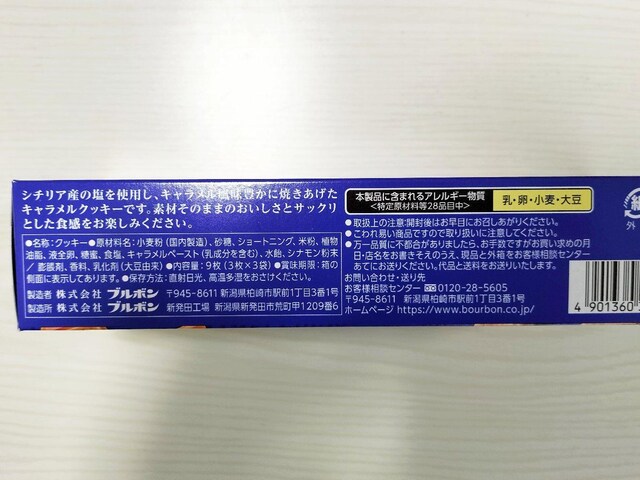 シチリア産の塩を使用し、キャラメル風味豊かに焼きあげた
キャラメルクッキーです。素材そのままのおいしさとサックリ
とした食感をお楽しみください。
●名称:クッキー●原材料名:小麦粉(国内製造)、砂糖、ショートニング、米粉、植物
油脂、液全卵、糖蜜、食塩、キャラメルペースト(乳成分を含む)、水飴、シナモン粉末
/膨脹剤、香料、乳化剤(大豆由来)●内容量:9枚(3枚×3袋)●賞味期限:箱の
側面に表示してあります。●保存方法:直射日光、高温多湿をおさけください。
製造者 株式会社 ブルボン 〒945-8611 新潟県柏崎市駅前1丁目3番1号
製造所 株式会社 ブルボン 新発田工場 新潟県新発田市荒町甲1209番6
本製品に含まれるアレルギー物質
<特定原材料等28品目中>
乳・卵・小麦・大豆
●取扱上の注意:開封後はお早目にお召しあがりください。
●こわれ易い商品ですので取り扱いに注意してください。
●万一品質に不都合がありましたら、お手数ですがお買い求めの月
日・店名をお書きそえのうえ、現品と外箱をお客様相談センター
あてにお送りください。代品と送料をお送りいたします。
お問い合わせ・送り先
お客様相談センター 0120-28-5605
〒945-8611 新潟県柏崎市駅前1丁目3番1号
ホームページ https://www.bourbon.co.jp/
外
4 901360